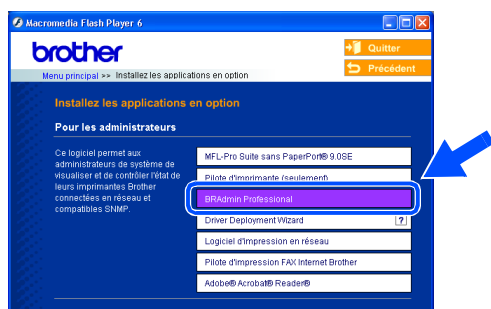 Macromedia Flash Player 6
brother
Quitter
Précédent
Menu principal >> Installez les applications en option
Installez les applications en option
Pour les administrateurs
Ce logiciel permet aux
administrateurs de système de
visualiser et de contrôler l'état de
leurs imprimantes Brother
connectées en réseau et
compatibles SNMP.
MFL-Pro Suite sans PaperPort® 9.0SE
Pilote d'imprimante (seulement)
BRAdmin Professional
Driver Deployment Wizard ?
Logiciel d'impression en réseau
Pilote d'impression FAX Internet Brother
Adobe® Acrobat® Reader®